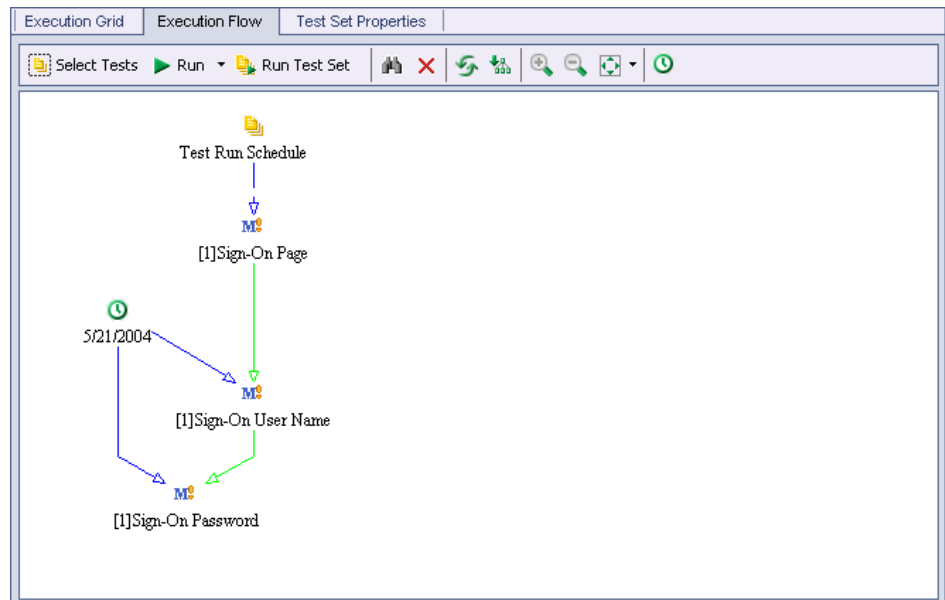 Execution Grid Execution Flow Test Set Properties
Select Tests Run Run Test Set
Test Run Schedule
[1]Sign-On Page
5/21/2004
[1]Sign-On User Name
[1]Sign-On Password